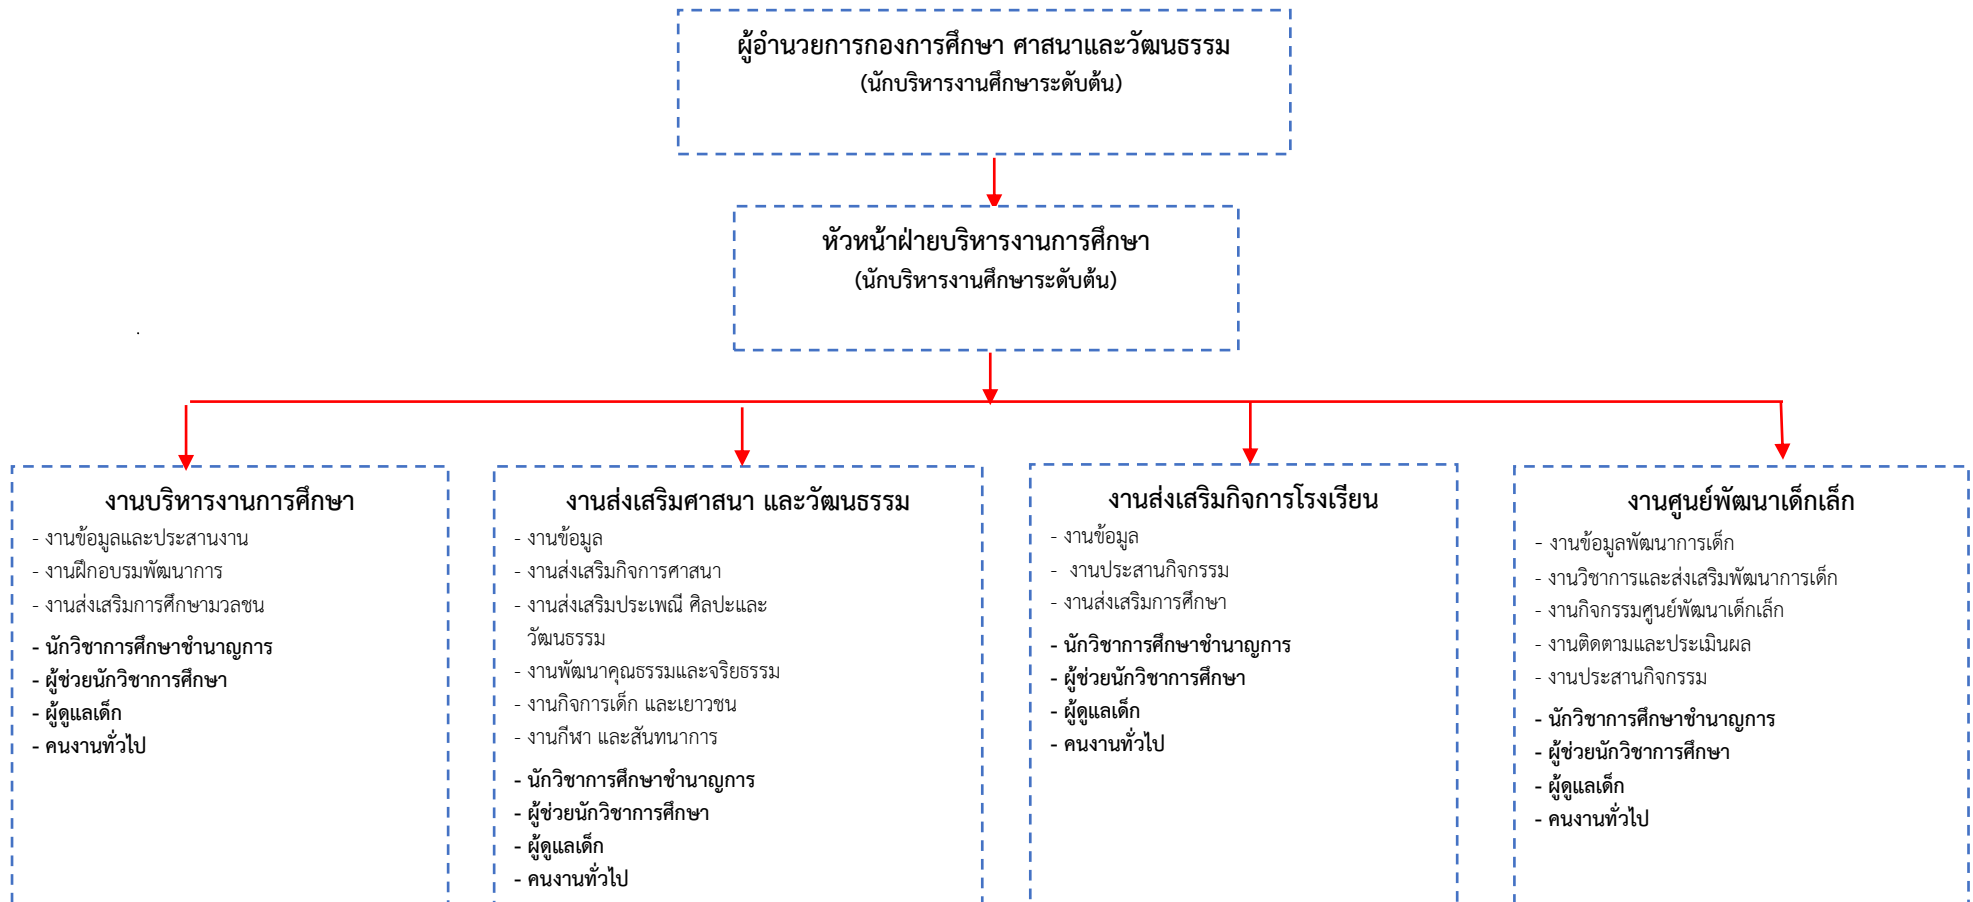 ผู้อำนวยการกองการศึกษา ศาสนาและวัฒนธรรม
(นักบริหารงานศึกษาระดับต้น)
หัวหน้าฝ่ายบริหารงานการศึกษา
(นักบริหารงานศึกษาระดับต้น)
.
งานบริหารงานการศึกษา
- งานข้อมูลและประสานงาน
- งานฝึกอบรมพัฒนาการ
- งานส่งเสริมการศึกษามวลชน
- นักวิชาการศึกษาชำนาญการ
- ผู้ช่วยนักวิชาการศึกษา
- ผู้ดูแลเด็ก
- คนงานทั่วไป
งานส่งเสริมศาสนา และวัฒนธรรม
- งานข้อมูล
- งานส่งเสริมกิจการศาสนา
- งานส่งเสริมประเพณี ศิลปะและ
วัฒนธรรม
- งานพัฒนาคุณธรรมและจริยธรรม
- งานกิจการเด็ก และเยาวชน
- งานกีฬา และสันทนาการ
- นักวิชาการศึกษาชำนาญการ
- ผู้ช่วยนักวิชาการศึกษา
- ผู้ดูแลเด็ก
- คนงานทั่วไป
งานส่งเสริมกิจการโรงเรียน
- งานข้อมูล
- งานประสานกิจกรรม
- งานส่งเสริมการศึกษา
- นักวิชาการศึกษาชำนาญการ
- ผู้ช่วยนักวิชาการศึกษา
- ผู้ดูแลเด็ก
- คนงานทั่วไป
งานศูนย์พัฒนาเด็กเล็ก
- งานข้อมูลพัฒนาการเด็ก
- งานวิชาการและส่งเสริมพัฒนาการเด็ก
- งานกิจกรรมศูนย์พัฒนาเด็กเล็ก
- งานติดตามและประเมินผล
- งานประสานกิจกรรม
- นักวิชาการศึกษาชำนาญการ
- ผู้ช่วยนักวิชาการศึกษา
- ผู้ดูแลเด็ก
- คนงานทั่วไป